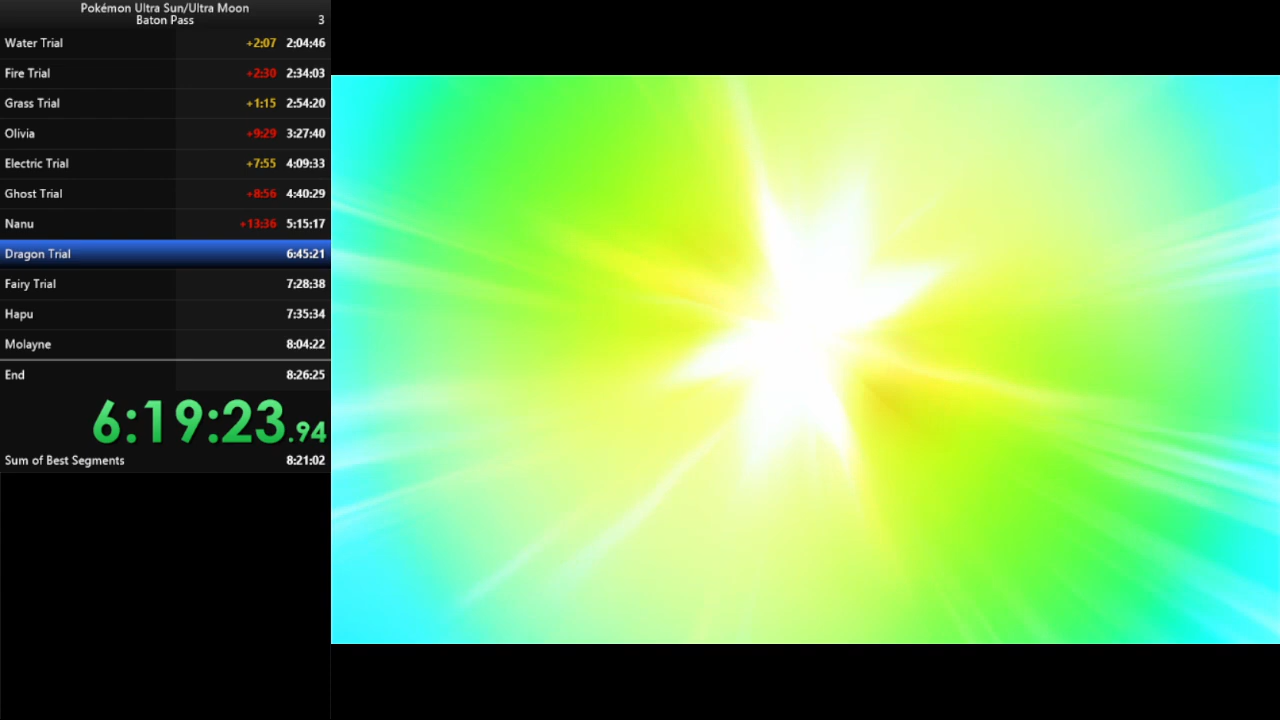 Pokémon Ultra Sun/Ultra Moon
Baton Pass 3
Water Trial +2:07 2:04:46
Fire Trial +2:30 2:34:03
Grass Trial +1:15 2:54:20
Olivia +9:29 3:27:40
Electric Trial +7:55 4:09:33
Ghost Trial +8:56 4:40:29
Nanu +13:36 5:15:17
Dragon Trial 6:45:21
Fairy Trial 7:28:38
Hapu 7:35:34
Molayne 8:04:22
End 8:26:25
6:19:23.94
Sum of Best Segments 8:21:02